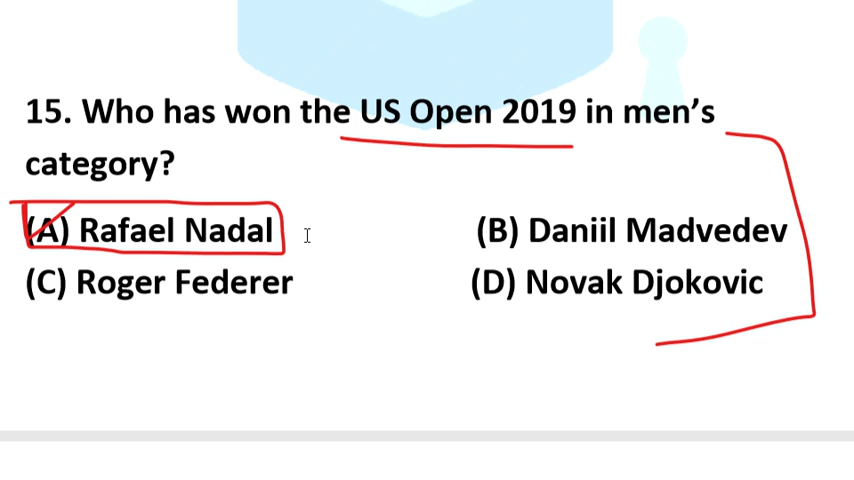 15. Who has won the US Open 2019 in men’s
category?
(A) Rafael Nadal (B) Daniil Madvedev
(C) Roger Federer (D) Novak Djokovic